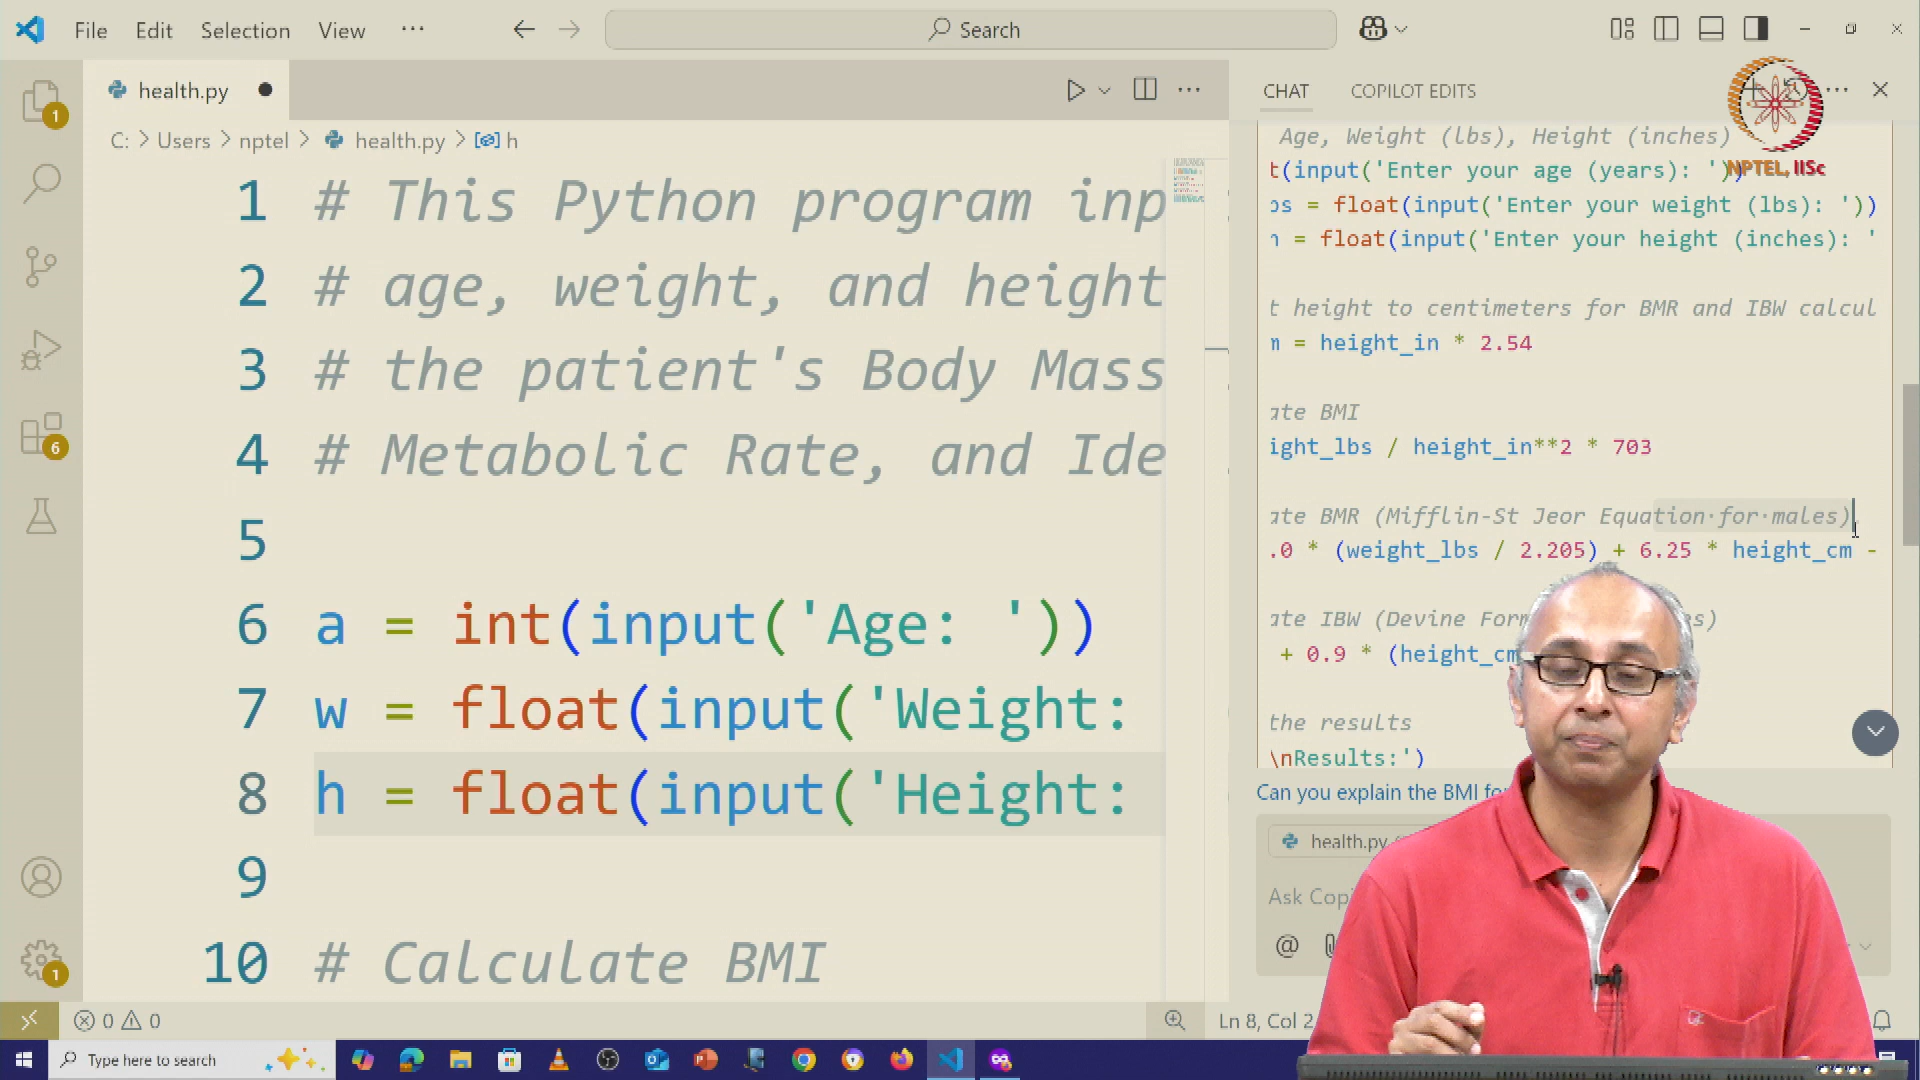 File Edit Selection View ··· Search
health.py
C: > Users > nptel > health.py > h
1 # This Python program inp
2 # age, weight, and height
3 # the patient's Body Mass
4 # Metabolic Rate, and Ide
5
6 a = int(input('Age: '))
7 w = float(input('Weight:
8 h = float(input('Height:
9
10 # Calculate BMI
CHAT COPILOT EDITS
NPTEL, IISc
Age, Weight (lbs), Height (inches)
t(input('Enter your age (years): '))
bs = float(input('Enter your weight (lbs): '))
n = float(input('Enter your height (inches): '
t height to centimeters for BMR and IBW calcul
m = height_in * 2.54
ate BMI
ight_lbs / height_in**2 * 703
ate BMR (Mifflin-St Jeor Equation·for·males)
.0 * (weight_lbs / 2.205) + 6.25 * height_cm -
ate IBW (Devine For
+ 0.9 * (height_cm
the results
\nResults:')
Can you explain the BMI fo
health.py
Ask Cop
@
1
6
1
0 0
Ln 8, Col 2
Type here to search